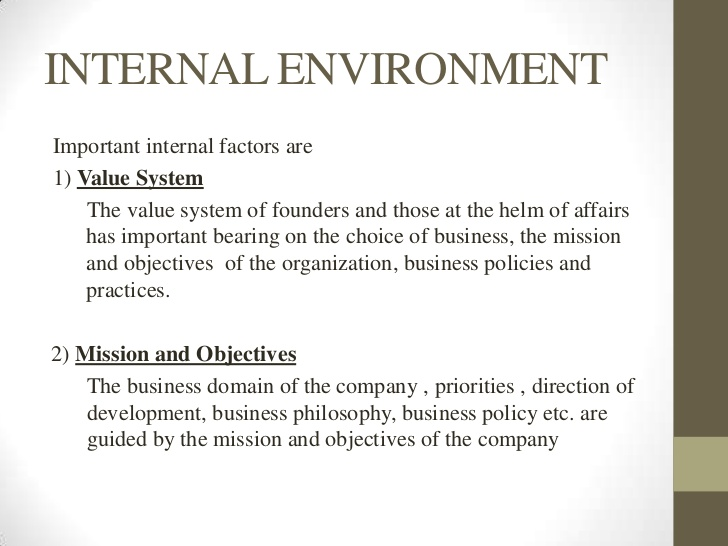 INTERNAL ENVIRONMENT
Important internal factors are
1) Value System
The value system of founders and those at the helm of affairs
has important bearing on the choice of business, the mission
and objectives  of the organization, business policies and
practices.
2) Mission and Objectives
The business domain of the company , priorities , direction of
development, business philosophy, business policy etc. are
guided by the mission and objectives of the company